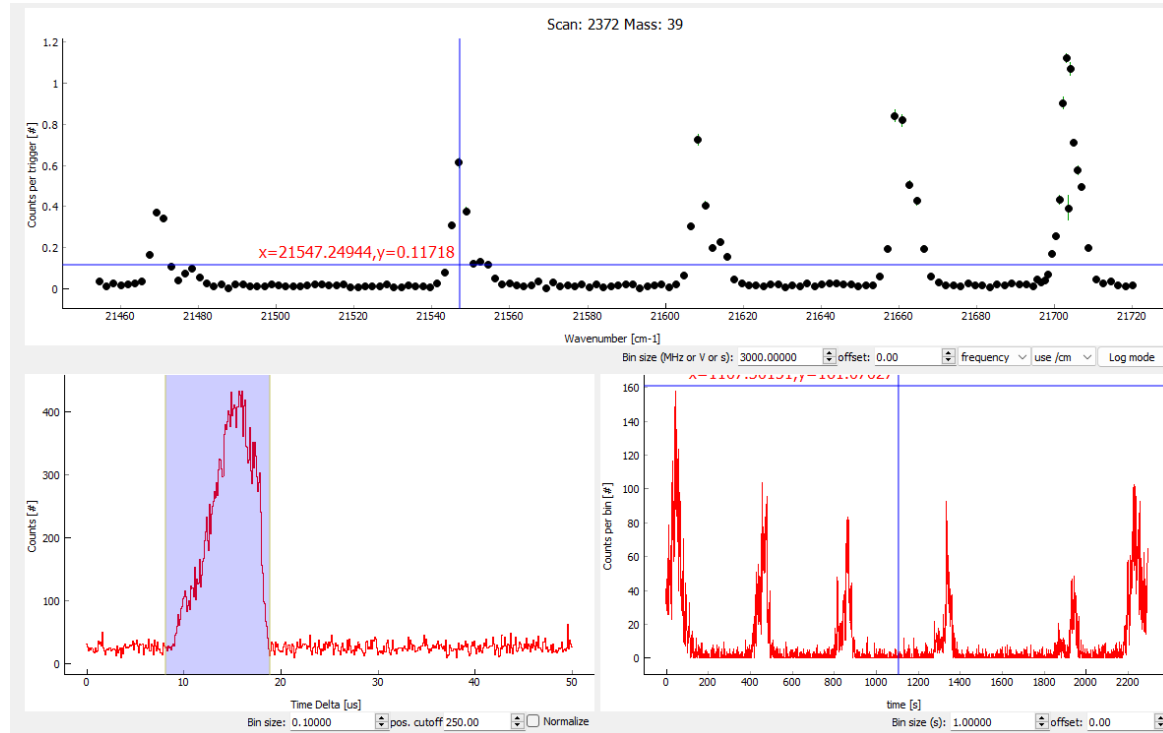 Scan: 2372 Mass: 39
Counts per trigger [#]
1.2
1
0.8
0.6
0.4
0.2
0
x=21547.24944,y=0.11718
21460 21480 21500 21520 21540 21560 21580 21600 21620 21640 21660 21680 21700 21720
Wavenumber [cm-1]
Bin size (MHz or V or s): 3000.00000 offset: 0.00 frequency use /cm Log mode
Counts [#]
400
300
200
100
0
0 10 20 30 40 50
Time Delta [us]
Bin size: 0.10000 pos. cutoff 250.00 Normalize
Counts per bin [#]
160
140
120
100
80
60
40
20
0
0 200 400 600 800 1000 1200 1400 1600 1800 2000 2200
time [s]
Bin size (s): 1.00000 offset: 0.00